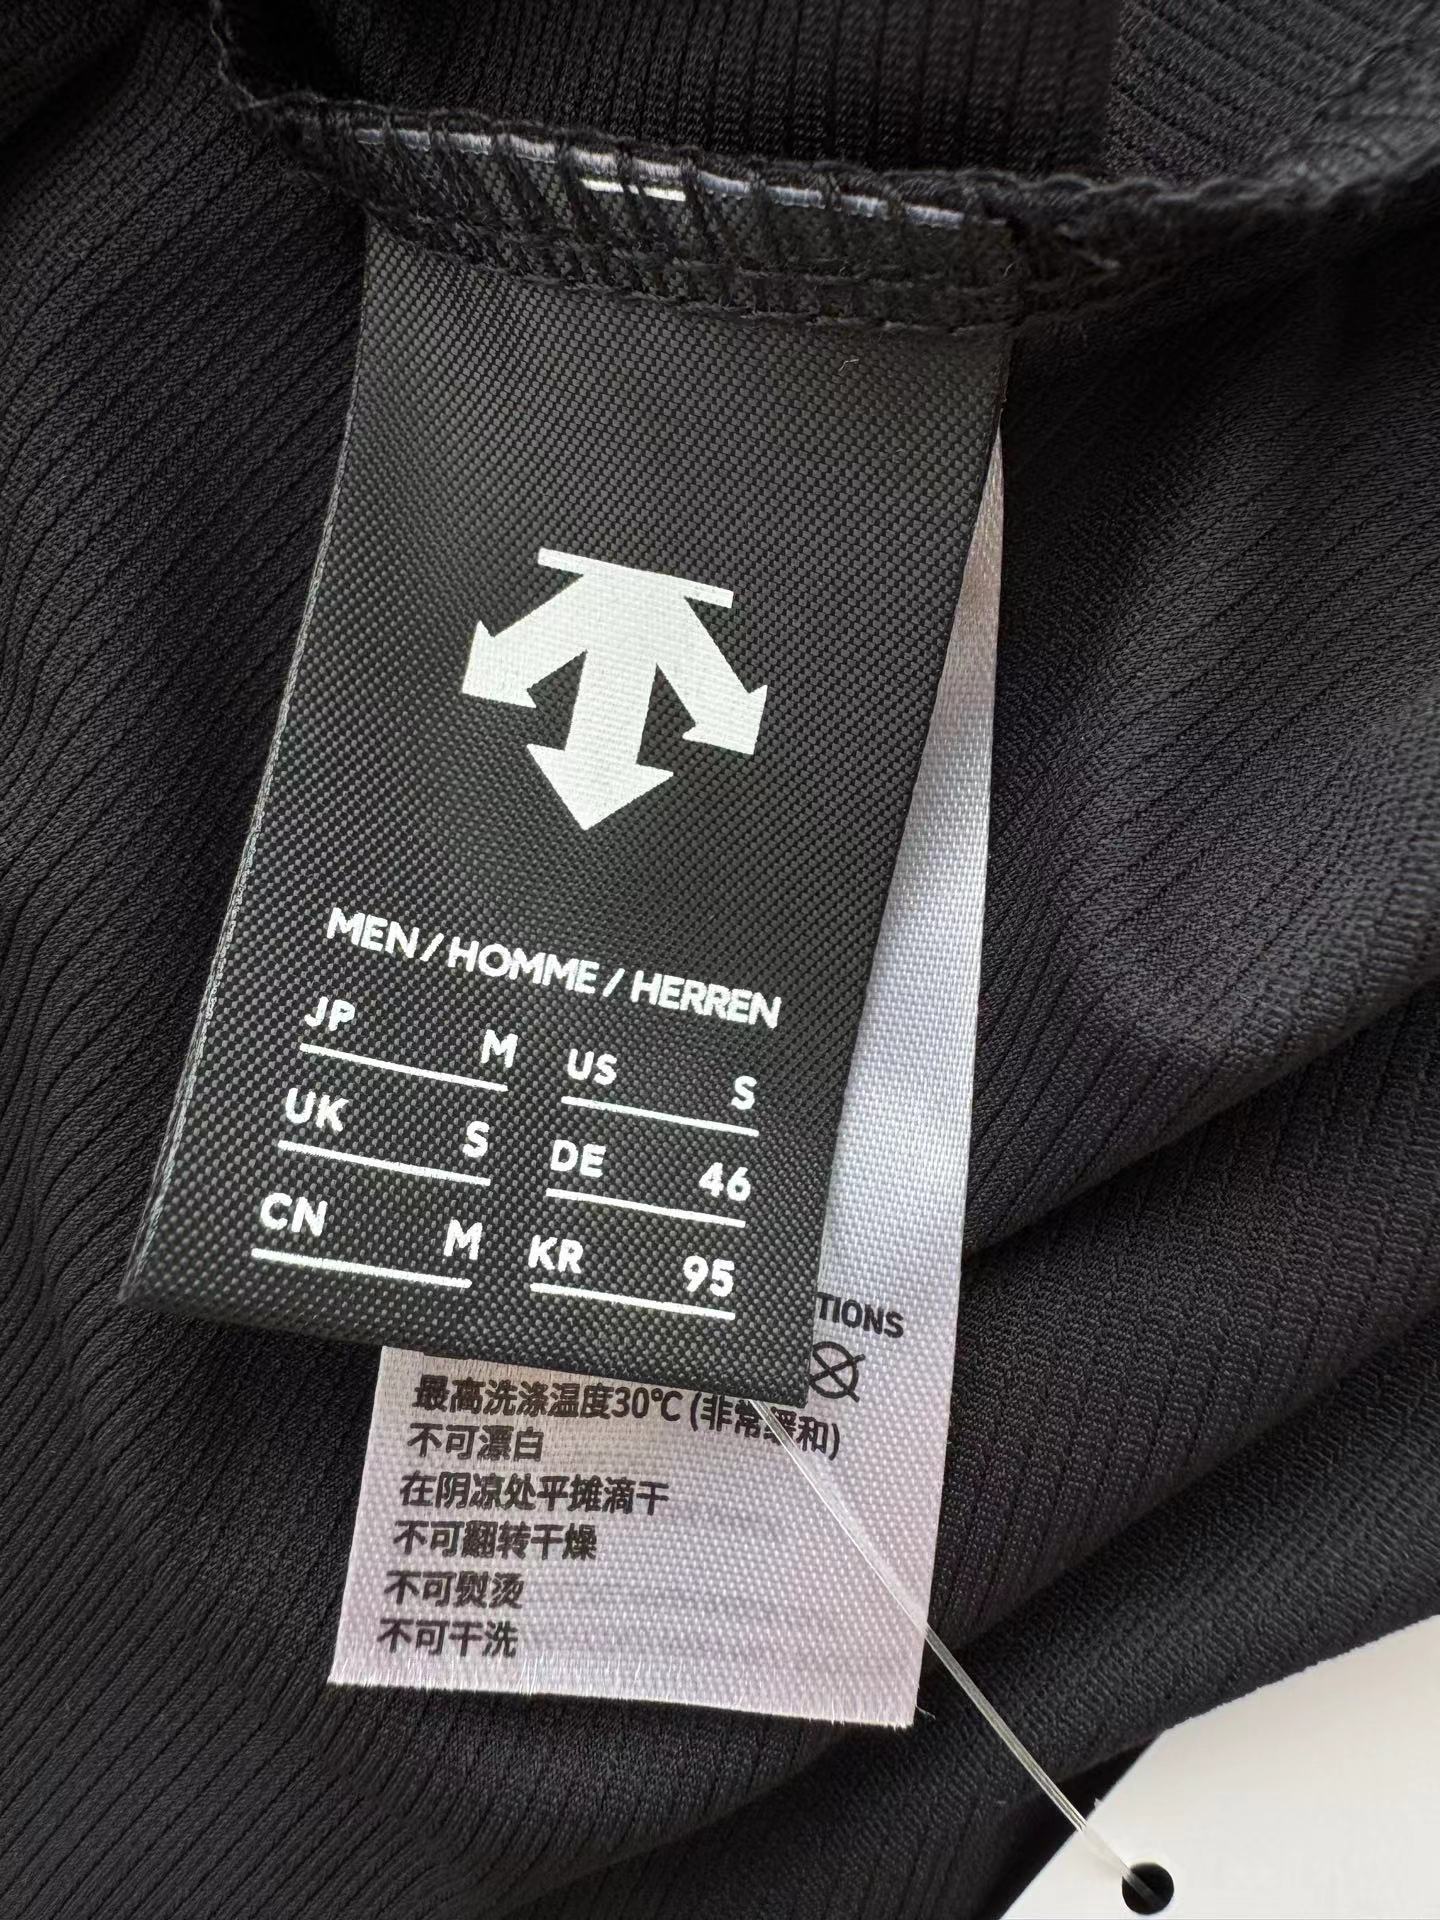 MEN / HOMME / HERREN
JP M US S
UK S DE 46
CN M KR 95
TIONS
最高洗涤温度30℃ (非常缓和)
不可漂白
在阴凉处平摊滴干
不可翻转干燥
不可熨烫
不可干洗